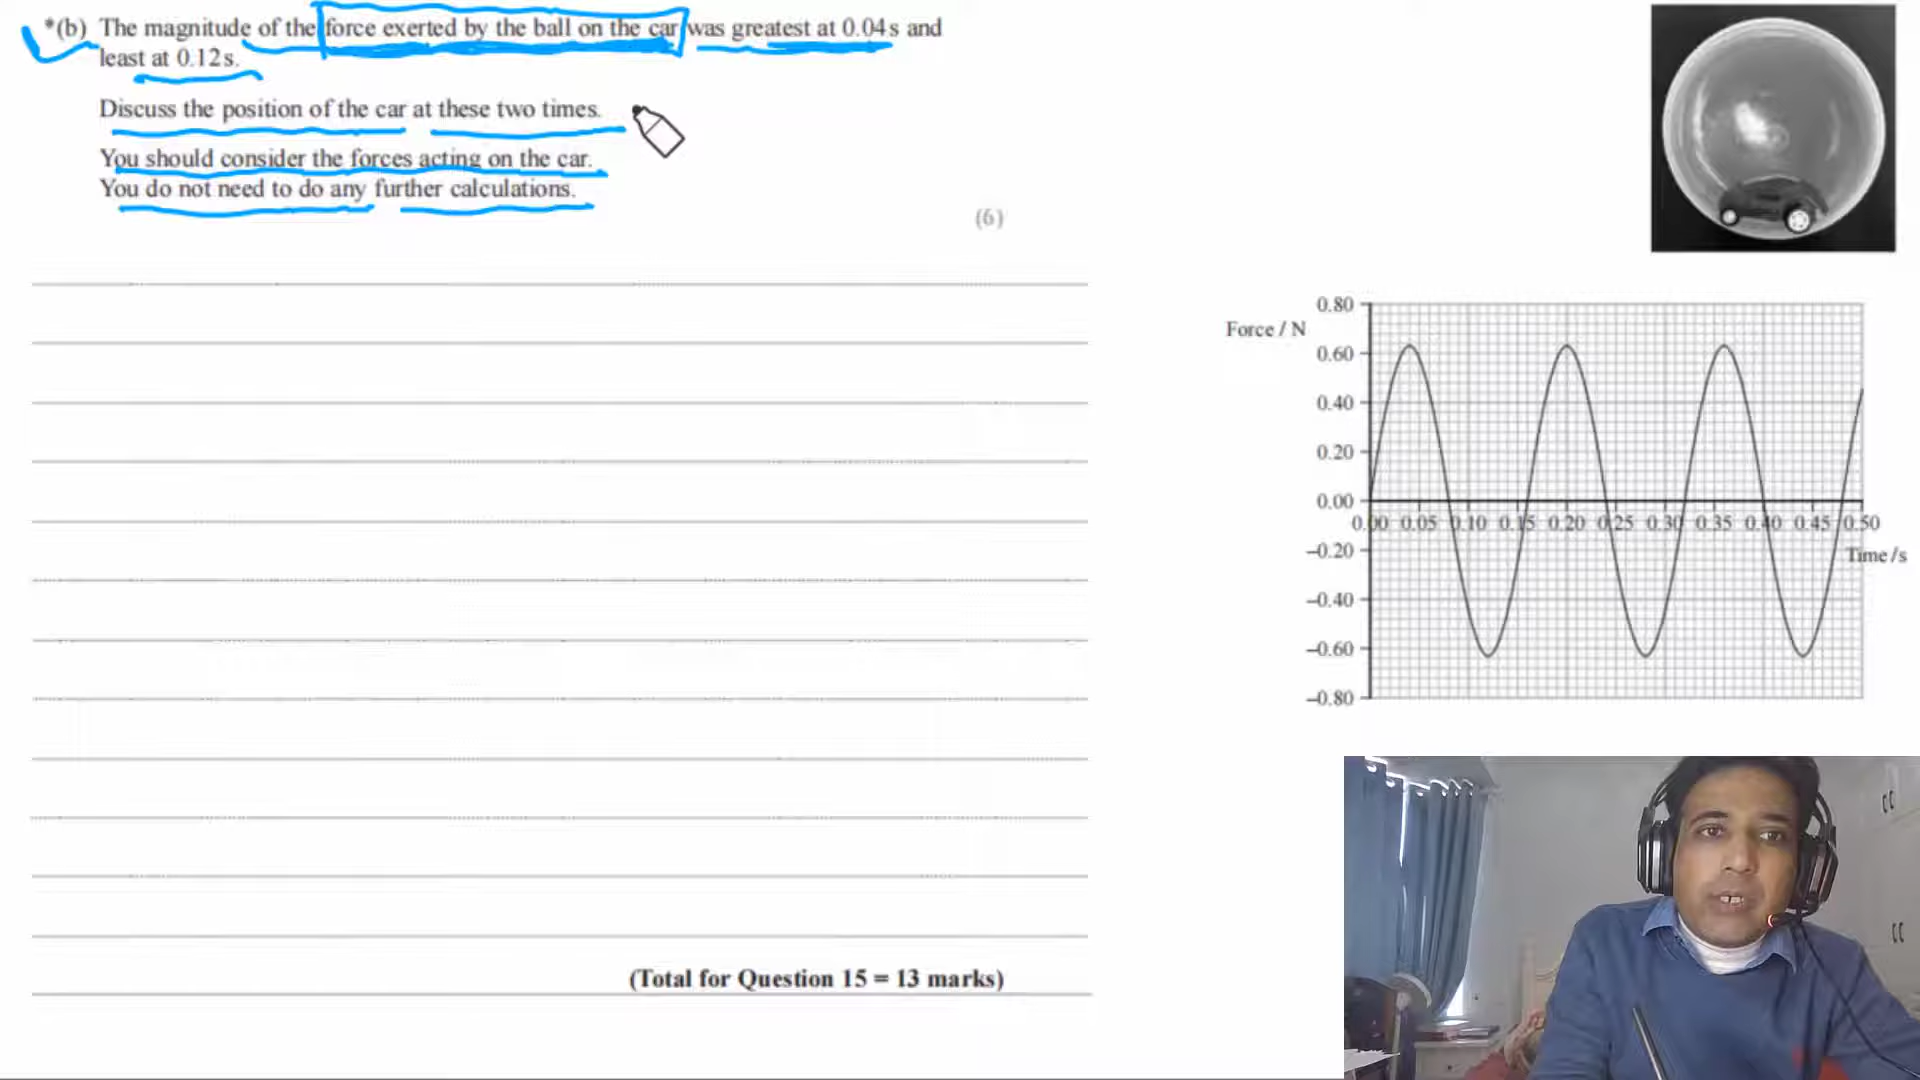 *(b) The magnitude of the force exerted by the ball on the car was greatest at 0.04 s and
least at 0.12 s.
Discuss the position of the car at these two times.
You should consider the forces acting on the car.
You do not need to do any further calculations.
(6)
(Total for Question 15 = 13 marks)
Force / N
0.80
0.60
0.40
0.20
0.00
0.00 0.05 0.10 0.15 0.20 0.25 0.30 0.35 0.40 0.45 0.50
−0.20
Time / s
−0.40
−0.60
−0.80